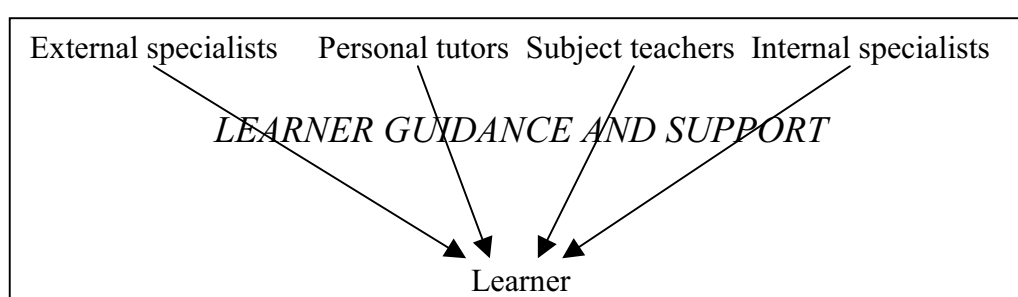 External specialists Personal tutors Subject teachers Internal specialists
LEARNER GUIDANCE AND SUPPORT
Learner